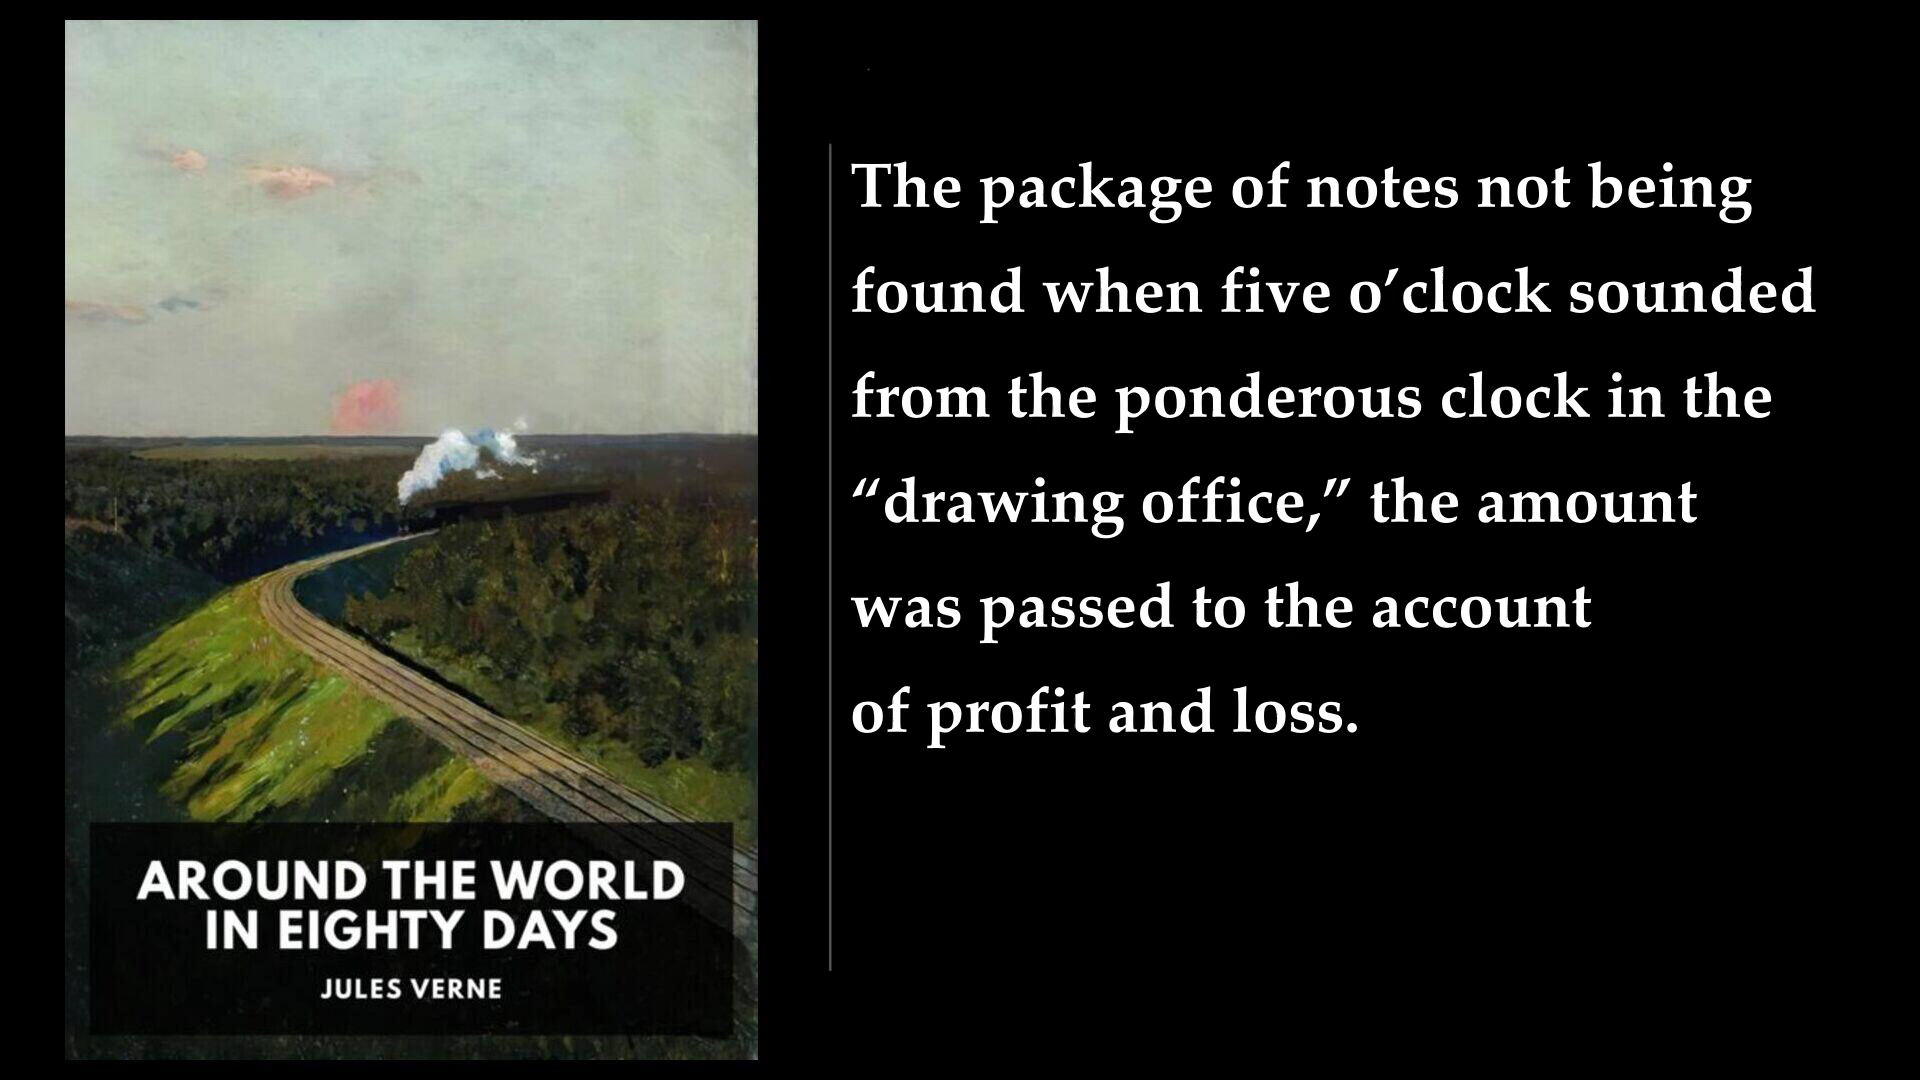 The package of notes not being
found when five o’clock sounded
from the ponderous clock in the
“drawing office,” the amount
was passed to the account
of profit and loss.
AROUND THE WORLD
IN EIGHTY DAYS
JULES VERNE